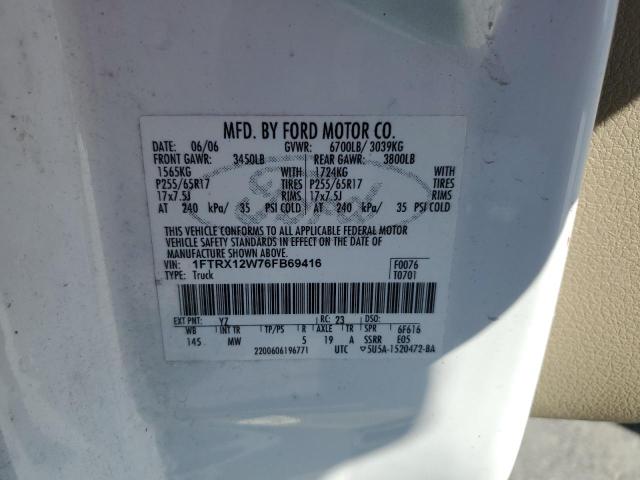 MFD. BY FORD MOTOR CO.
DATE: 06/06 GVWR: 6700LB/ 3039KG
FRONT GAWR: 3450LB REAR GAWR: 3800LB
1565KG WITH 1724KG WITH
P255/65R17 TIRES P255/65R17 TIRES
17x7.5J RIMS 17x7.5J RIMS
AT 240 kPa/ 35 PSI COLD AT 240 kPa/ 35 PSI COLD
THIS VEHICLE CONFORMS TO ALL APPLICABLE FEDERAL MOTOR
VEHICLE SAFETY STANDARDS IN EFFECT ON THE DATE OF
MANUFACTURE SHOWN ABOVE.
VIN: 1FTRX12W76FB69416 F0076
TYPE: Truck T0701
EXT PNT: YZ RC: 23 DSO:
WB INT TR TP/PS R AXLE TR SPR 6F616
145 MW 5 19 A SSRR E05
2200606196771 UTC 5U5A-1520472-BA
Ford